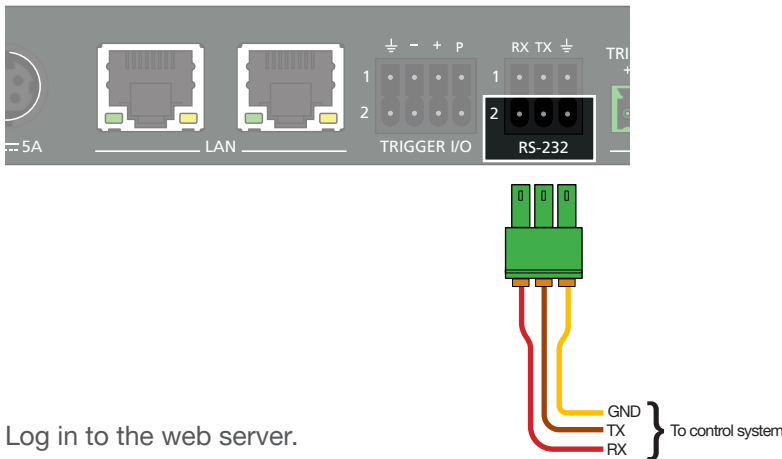 ⏚ − + P
RX TX ⏚
TRI
+
1
1
2
2
⎓ 5A
LAN
TRIGGER I/O
RS-232
GND
TX
To control system
RX
Log in to the web server.